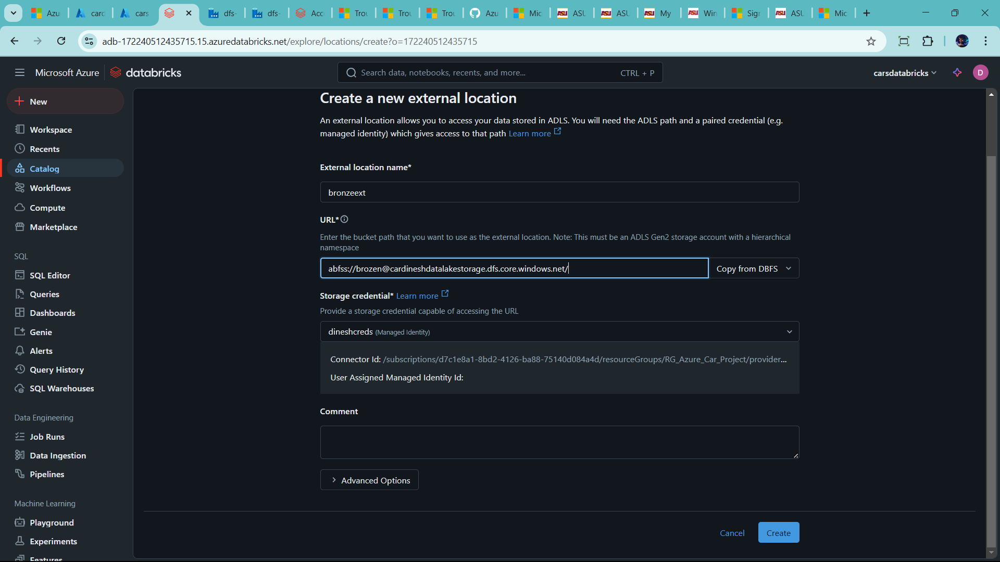 Azu
card
cars
dfs-
dfs-
Acc
Trou
Trou
Trou
Azu
Mic
ASU
ASU
My
Win
Sigr
ASU
Mic
adb-172240512435715.15.azuredatabricks.net/explore/locations/create?o=172240512435715
Microsoft Azure
databricks
Search data, notebooks, recents, and more...
CTRL + P
carsdatabricks
D
New
Workspace
Recents
Catalog
Workflows
Compute
Marketplace
SQL
SQL Editor
Queries
Dashboards
Genie
Alerts
Query History
SQL Warehouses
Data Engineering
Job Runs
Data Ingestion
Pipelines
Machine Learning
Playground
Experiments
Features
Create a new external location
An external location allows you to access your data stored in ADLS. You will need the ADLS path and a paired credential (e.g.
managed identity) which gives access to that path Learn more
External location name*
bronzeext
URL*
Enter the bucket path that you want to use as the external location. Note: This must be an ADLS Gen2 storage account with a hierarchical
namespace
abfss://brozen@cardineshdatalakestorage.dfs.core.windows.net/
Copy from DBFS
Storage credential* Learn more
Provide a storage credential capable of accessing the URL
dineshcreds (Managed Identity)
Connector Id: /subscriptions/d7c1e8a1-8bd2-4126-ba88-75140d084a4d/resourceGroups/RG_Azure_Car_Project/provider...
User Assigned Managed Identity Id:
Comment
Advanced Options
Cancel
Create